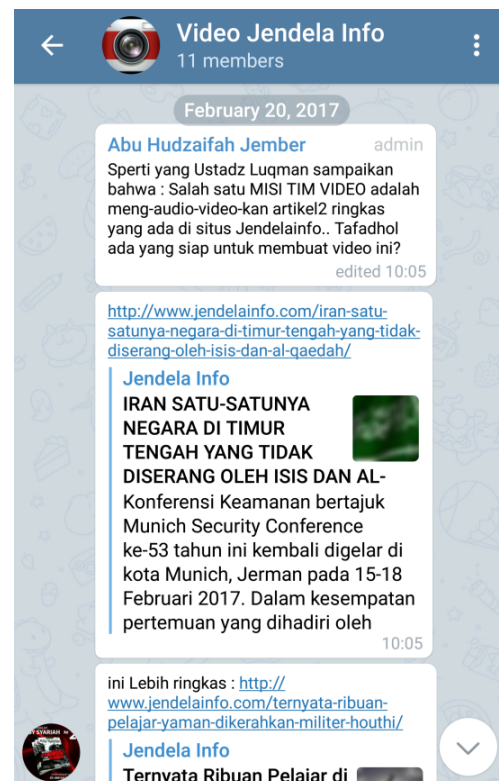 Video Jendela Info
11 members
February 20, 2017
Abu Hudzaifah Jember admin
Sperti yang Ustadz Luqman sampaikan
bahwa : Salah satu MISI TIM VIDEO adalah
meng-audio-video-kan artikel2 ringkas
yang ada di situs Jendelainfo.. Tafadhol
ada yang siap untuk membuat video ini?
edited 10:05
http://www.jendelainfo.com/iran-satu-
satunya-negara-di-timur-tengah-yang-tidak-
diserang-oleh-isis-dan-al-qaedah/
Jendela Info
IRAN SATU-SATUNYA
NEGARA DI TIMUR
TENGAH YANG TIDAK
DISERANG OLEH ISIS DAN AL-
Konferensi Keamanan bertajuk
Munich Security Conference
ke-53 tahun ini kembali digelar di
kota Munich, Jerman pada 15-18
Februari 2017. Dalam kesempatan
pertemuan yang dihadiri oleh
10:05
ini Lebih ringkas : http://
www.jendelainfo.com/ternyata-ribuan-
pelajar-yaman-dikerahkan-militer-houthi/
Jendela Info
Ternyata Ribuan Pelajar di